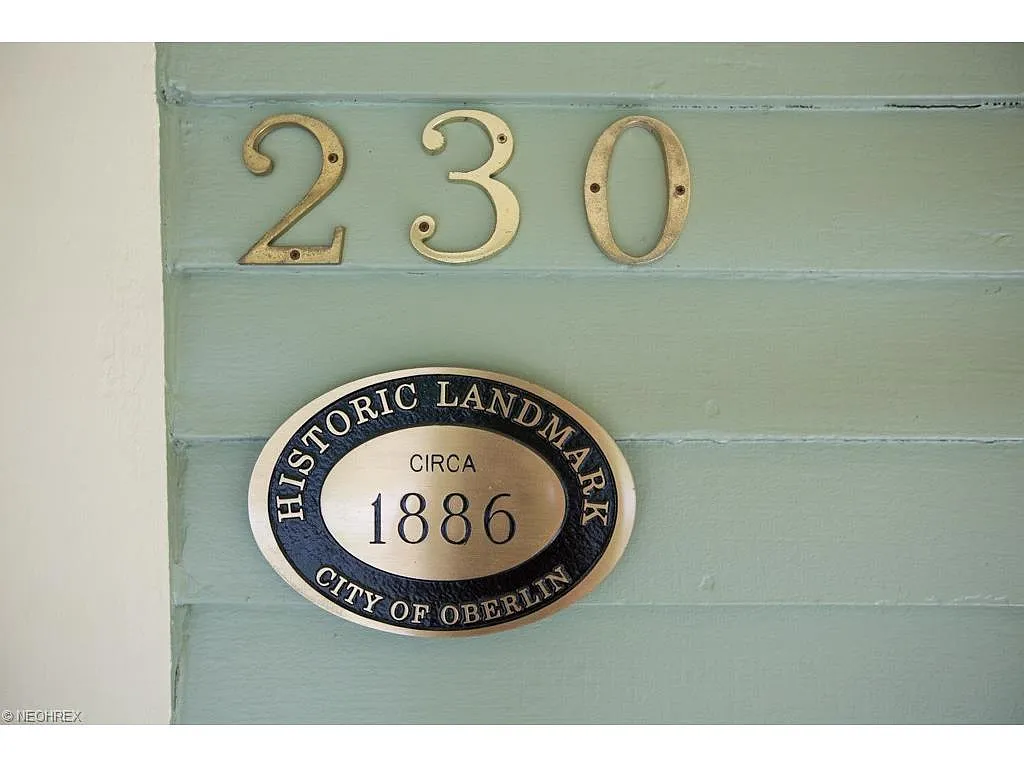 230
HISTORIC LANDMARK
CIRCA
1886
CITY OF OBERLIN
© NEOHREX